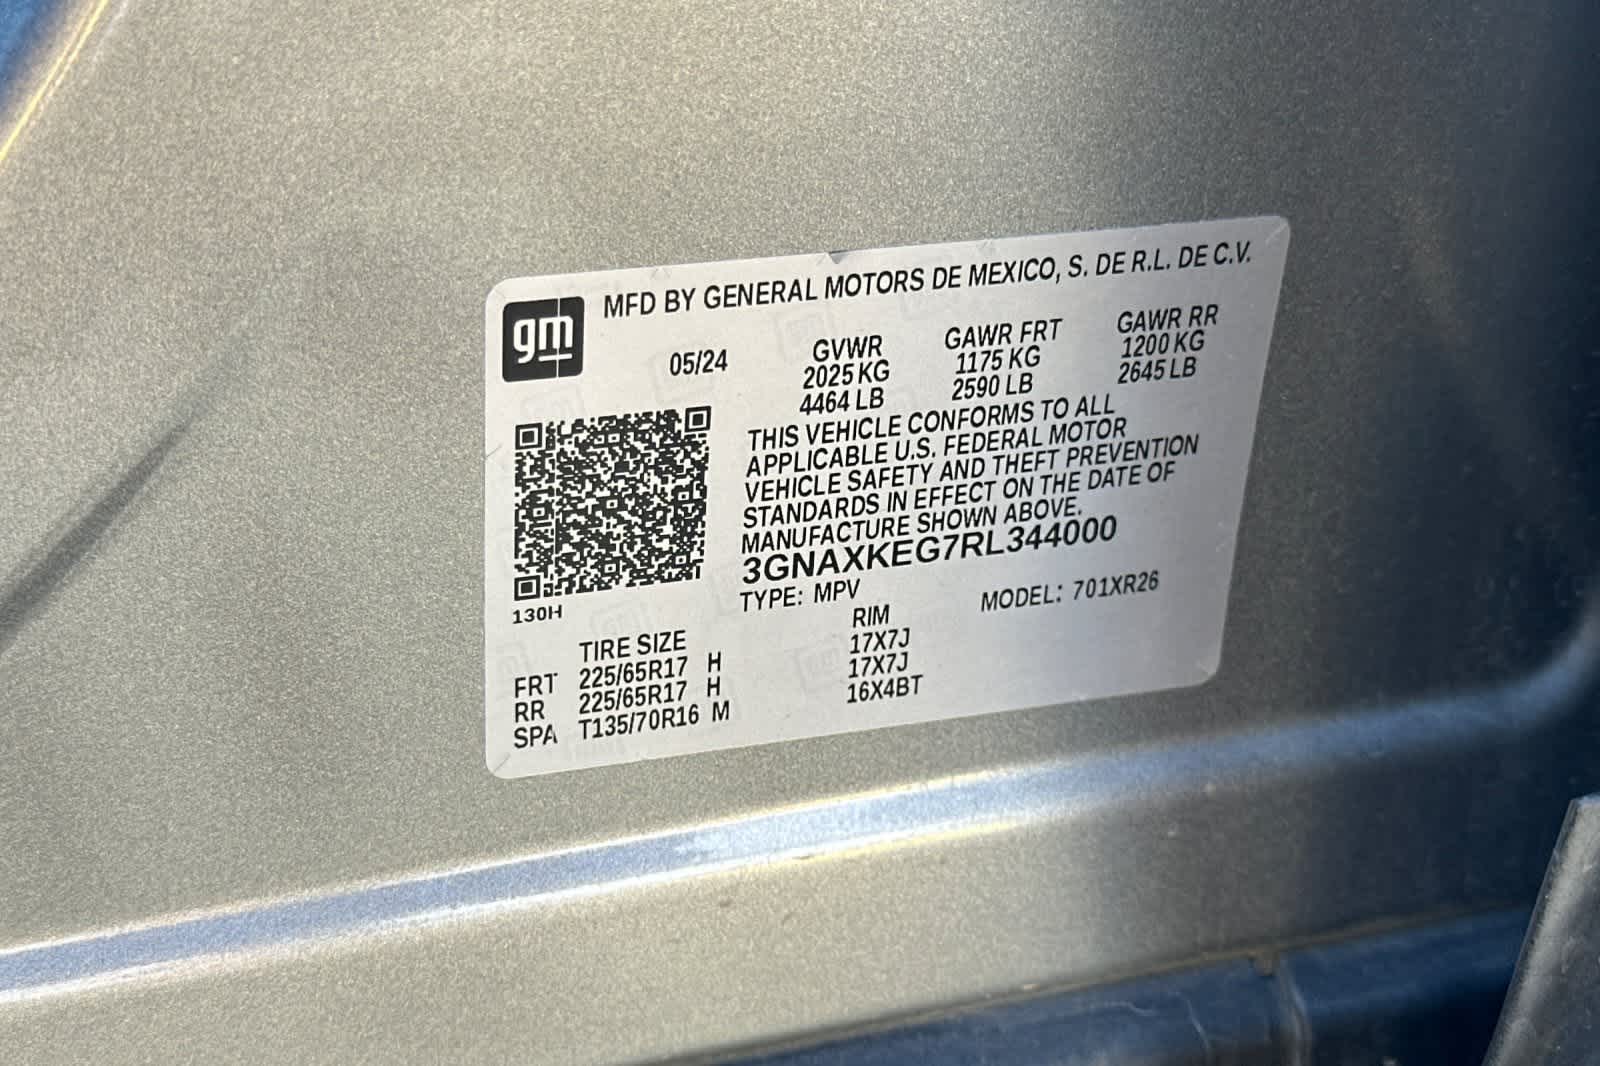 gm
MFD BY GENERAL MOTORS DE MEXICO, S. DE R.L. DE C.V.
05/24 GVWR GAWR FRT GAWR RR
2025 KG 1175 KG 1200 KG
4464 LB 2590 LB 2645 LB
THIS VEHICLE CONFORMS TO ALL
APPLICABLE U.S. FEDERAL MOTOR
VEHICLE SAFETY AND THEFT PREVENTION
STANDARDS IN EFFECT ON THE DATE OF
MANUFACTURE SHOWN ABOVE.
3GNAXKEG7RL344000
TYPE: MPV MODEL: 701XR26
130H
TIRE SIZE RIM
FRT 225/65R17 H 17X7J
RR 225/65R17 H 17X7J
SPA T135/70R16 M 16X4BT